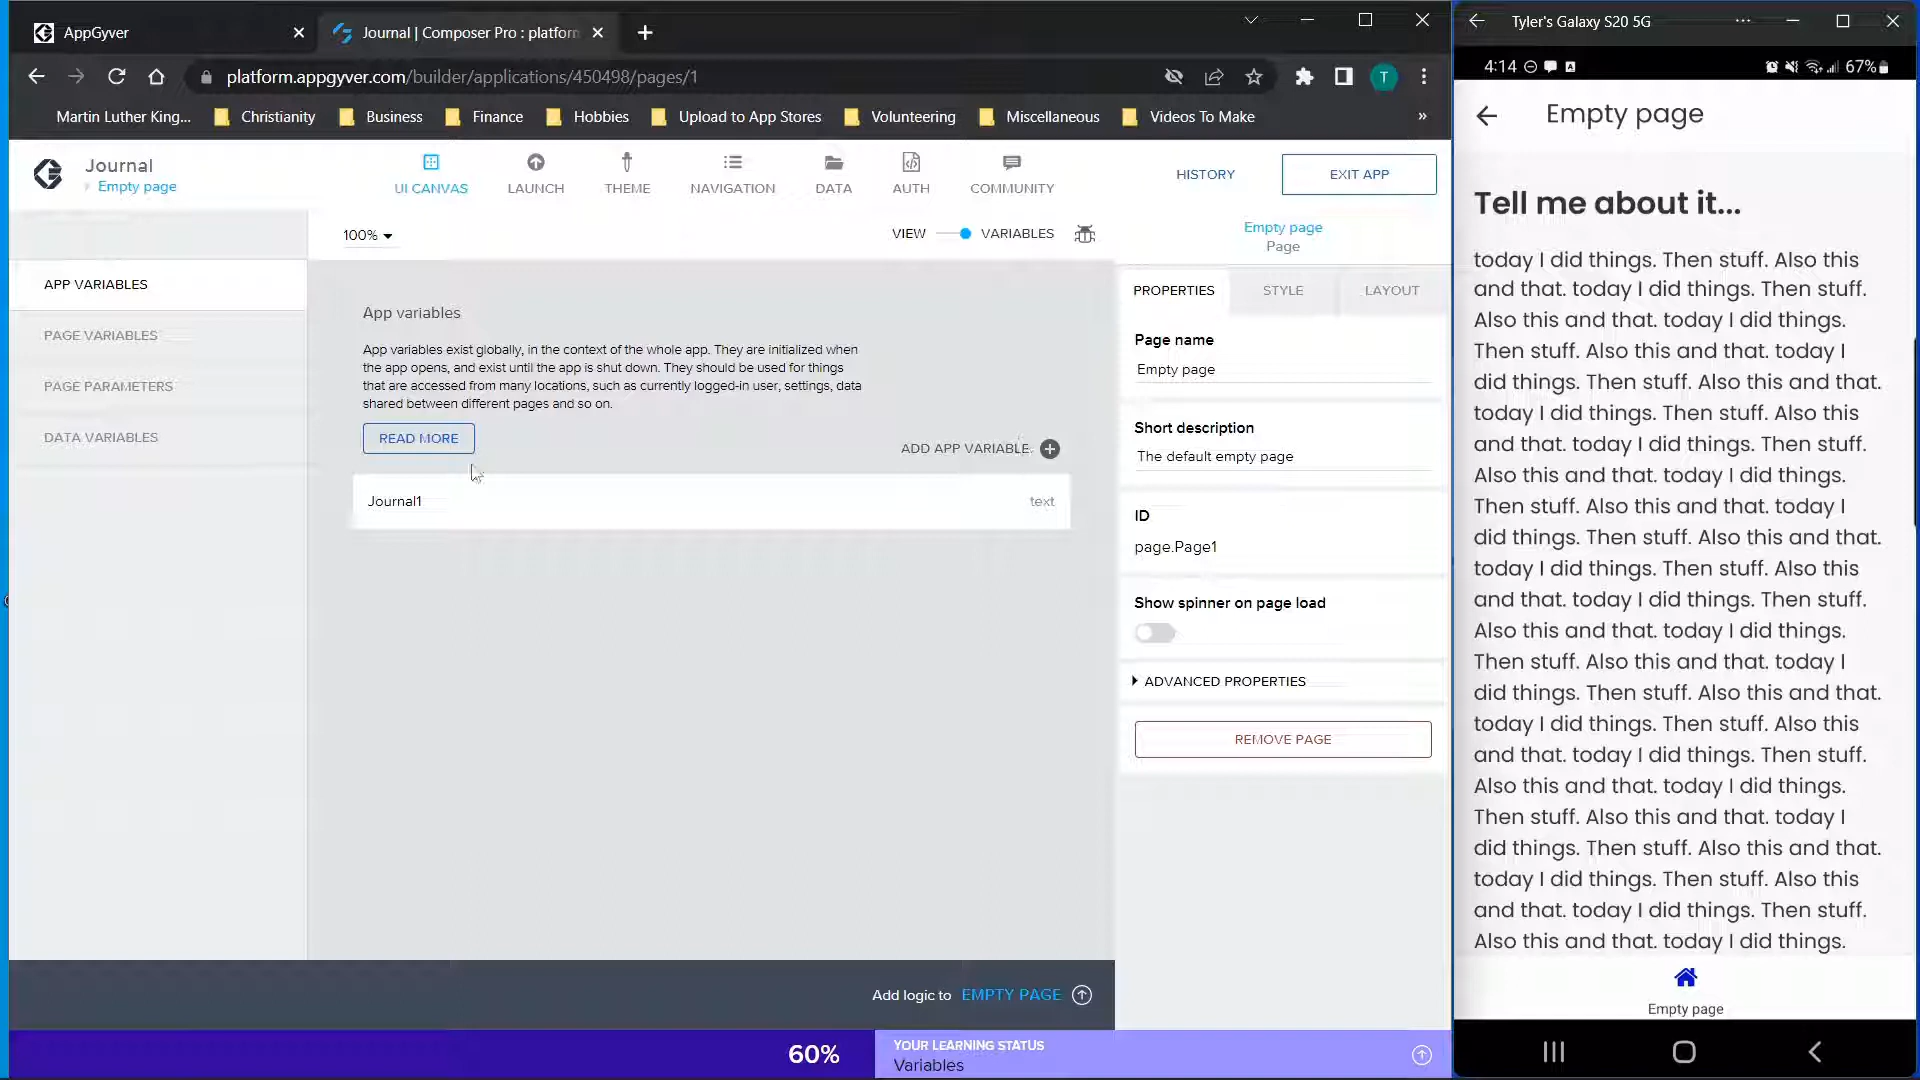 AppGyver
Journal | Composer Pro : platform
platform.appgyver.com/builder/applications/450498/pages/1
T
Martin Luther King...
Christianity
Business
Finance
Hobbies
Upload to App Stores
Volunteering
Miscellaneous
Videos To Make
»
Journal
Empty page
UI CANVAS
LAUNCH
THEME
NAVIGATION
DATA
AUTH
COMMUNITY
HISTORY
EXIT APP
100%
VIEW
VARIABLES
Empty page
Page
APP VARIABLES
PAGE VARIABLES
PAGE PARAMETERS
DATA VARIABLES
App variables
App variables exist globally, in the context of the whole app. They are initialized when
the app opens, and exist until the app is shut down. They should be used for things
that are accessed from many locations, such as currently logged-in user, settings, data
shared between different pages and so on.
READ MORE
ADD APP VARIABLE
Journal1
text
PROPERTIES
STYLE
LAYOUT
Page name
Empty page
Short description
The default empty page
ID
page.Page1
Show spinner on page load
ADVANCED PROPERTIES
REMOVE PAGE
Add logic to EMPTY PAGE
60%
YOUR LEARNING STATUS
Variables
Tyler's Galaxy S20 5G
4:14
67%
Empty page
Tell me about it...
today I did things. Then stuff. Also this
and that. today I did things. Then stuff.
Also this and that. today I did things.
Then stuff. Also this and that. today I
did things. Then stuff. Also this and that.
today I did things. Then stuff. Also this
and that. today I did things. Then stuff.
Also this and that. today I did things.
Then stuff. Also this and that. today I
did things. Then stuff. Also this and that.
today I did things. Then stuff. Also this
and that. today I did things. Then stuff.
Also this and that. today I did things.
Then stuff. Also this and that. today I
did things. Then stuff. Also this and that.
today I did things. Then stuff. Also this
and that. today I did things. Then stuff.
Also this and that. today I did things.
Then stuff. Also this and that. today I
did things. Then stuff. Also this and that.
today I did things. Then stuff. Also this
and that. today I did things. Then stuff.
Also this and that. today I did things.
Empty page